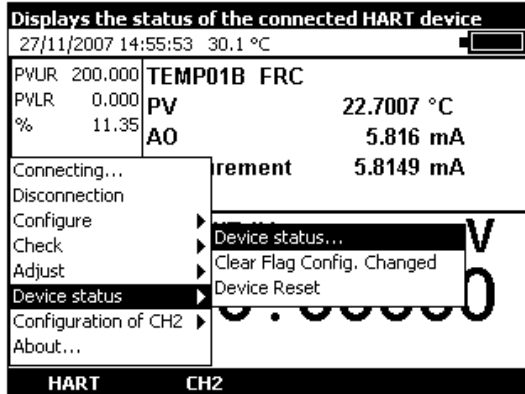 Displays the status of the connected HART device
27/11/2007 14:55:53 30.1 °C
PVUR 200.000
PVLR 0.000
% 11.35
TEMP01B FRC
PV 22.7007 °C
AO 5.816 mA
rement 5.8149 mA
V
Connecting...
Disconnection
Configure
Check
Adjust
Device status
Configuration of CH2
About...
Device status...
Clear Flag Config. Changed
Device Reset
HART CH2